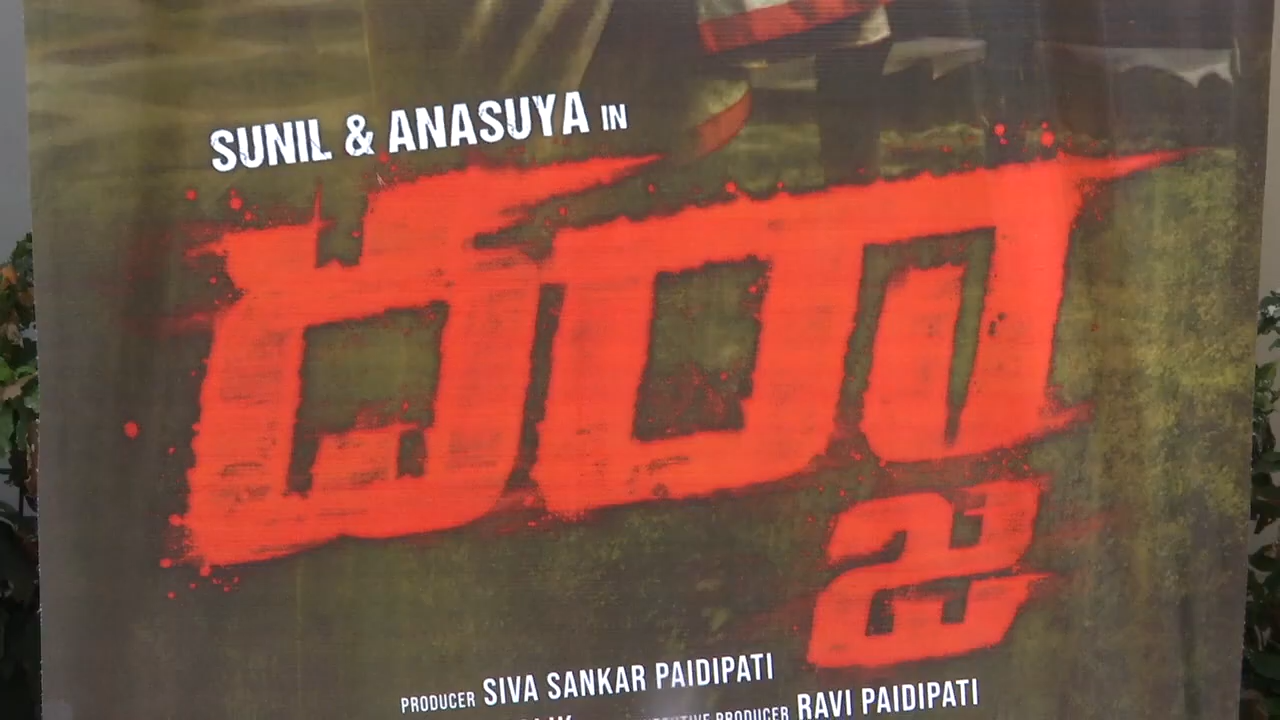 SUNIL & ANASUYA IN
దర్జా
PRODUCER SIVA SANKAR PAIDIPATI
PRODUCER RAVI PAIDIPATI